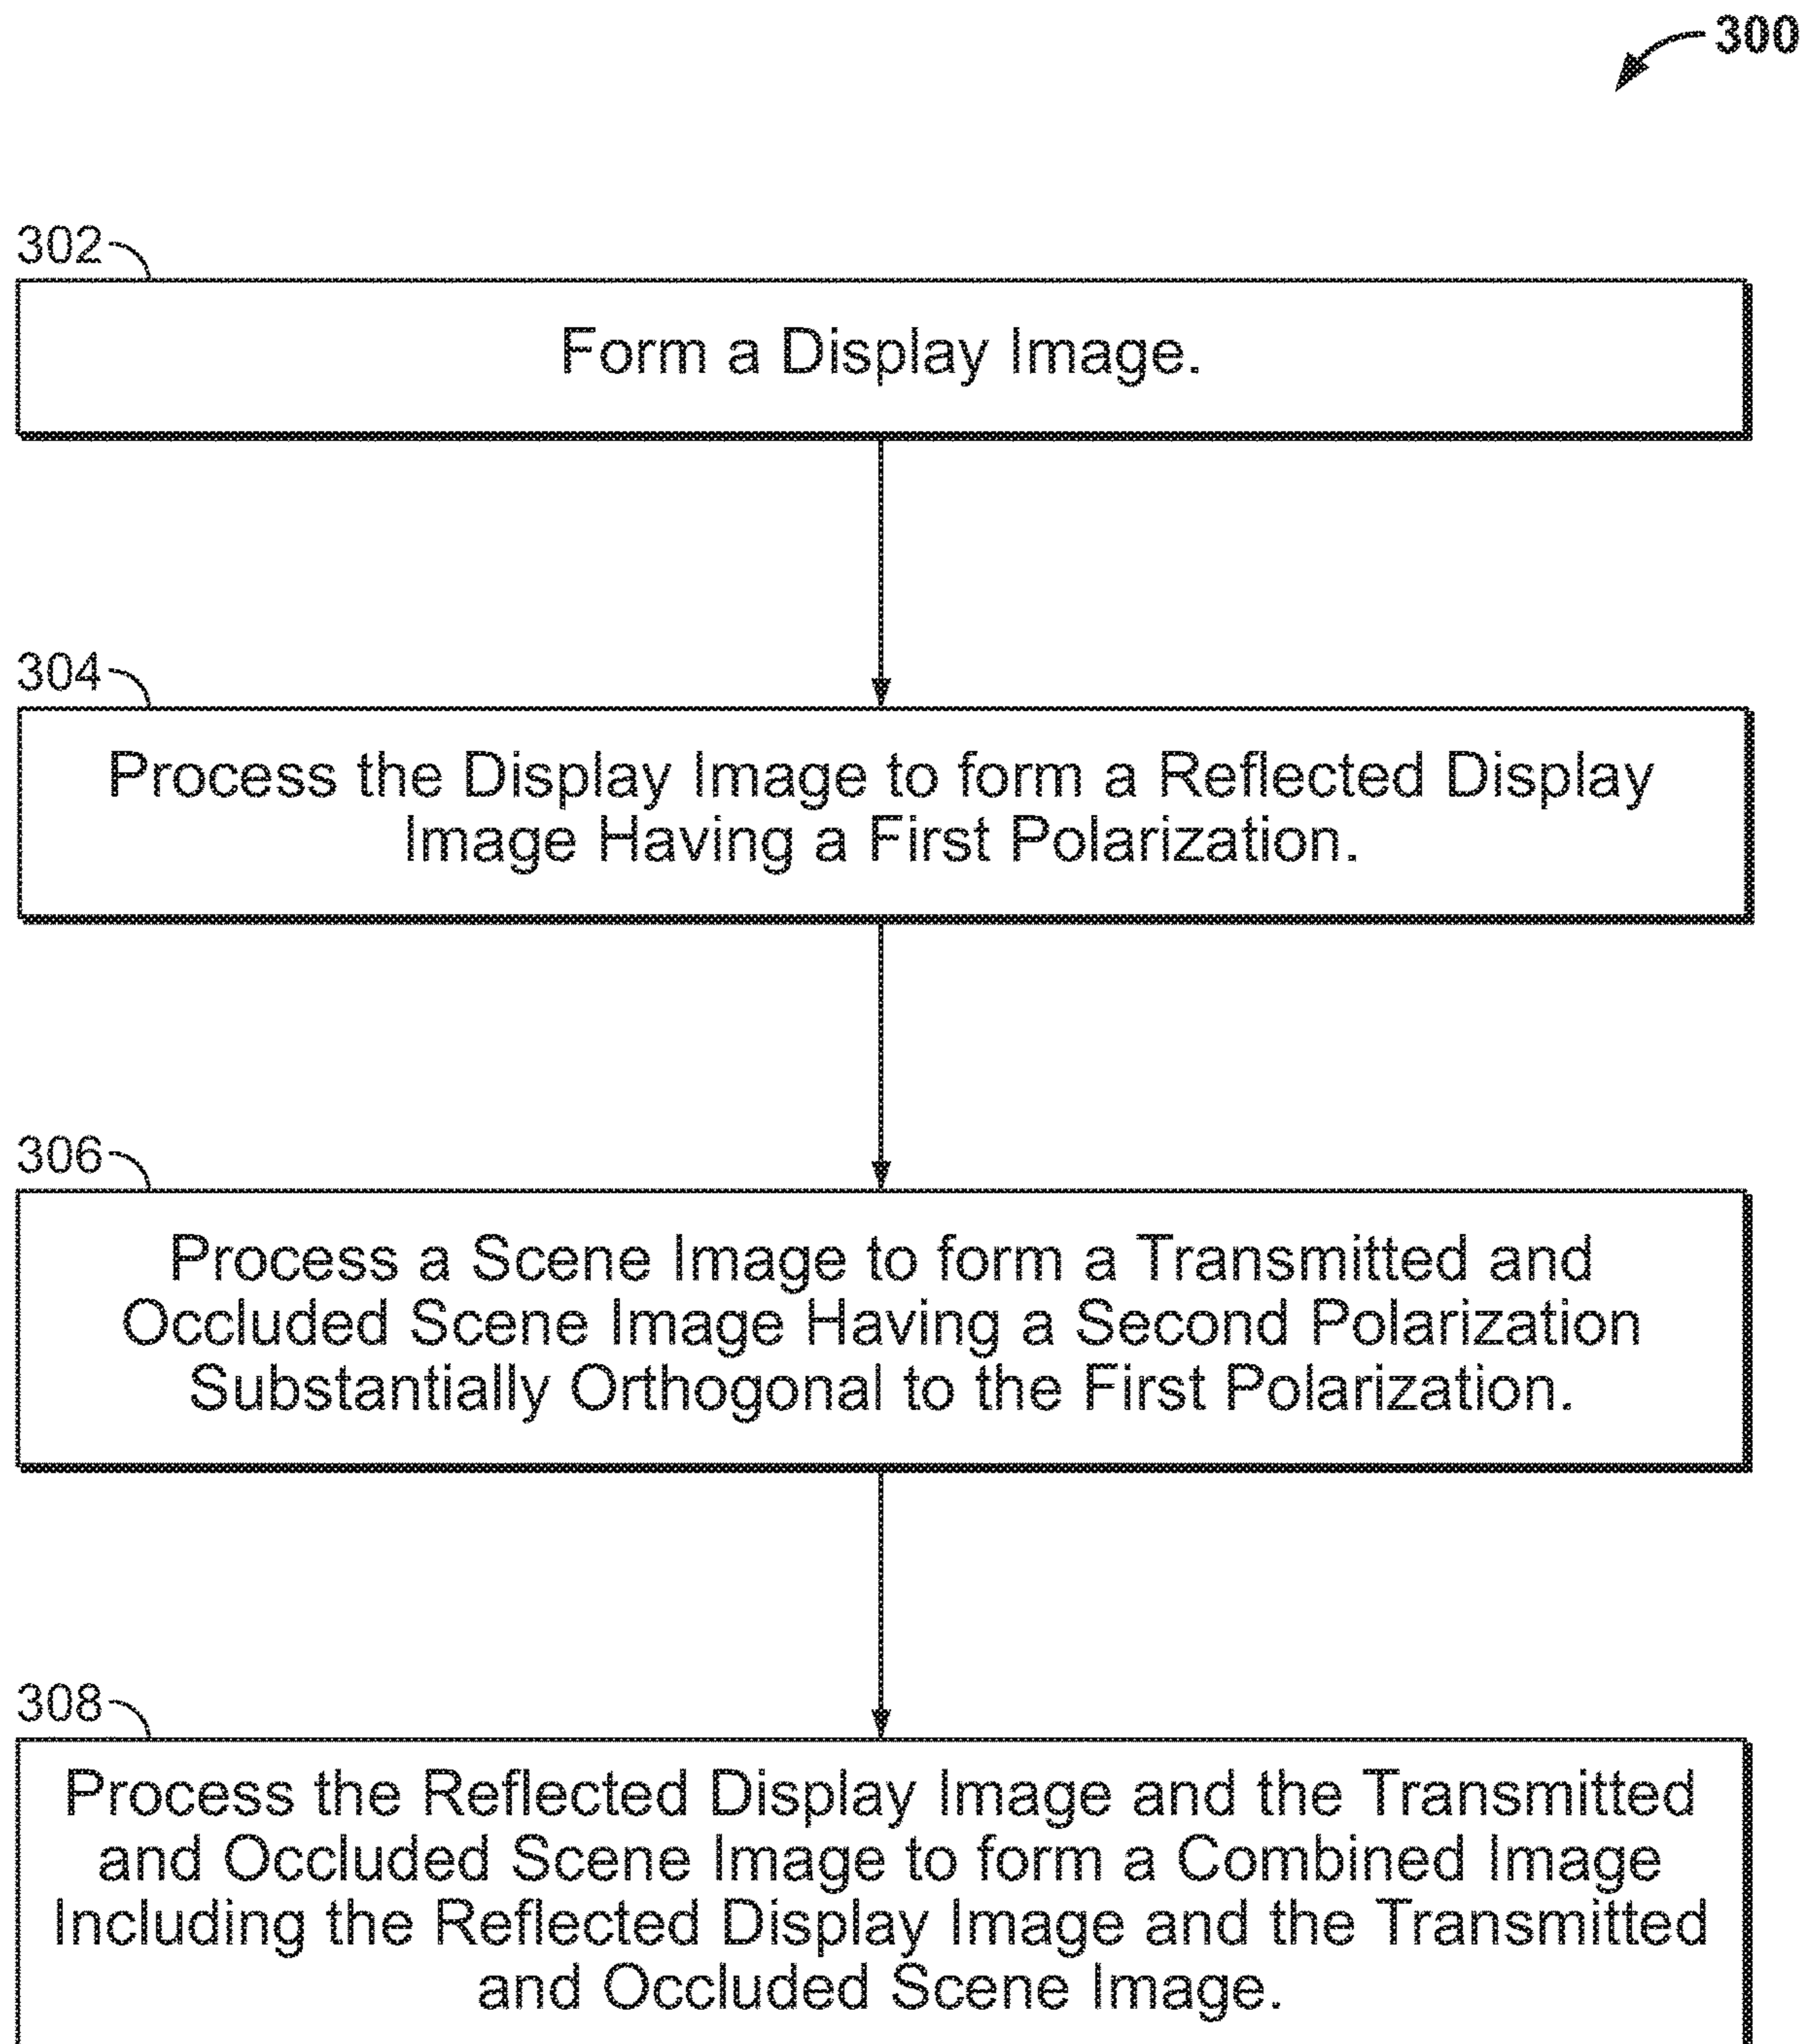 300
302
Form a Display Image.
304
Process the Display Image to form a Reflected Display
Image Having a First Polarization.
306
Process a Scene Image to form a Transmitted and
Occluded Scene Image Having a Second Polarization
Substantially Orthogonal to the First Polarization.
308
Process the Reflected Display Image and the Transmitted
and Occluded Scene Image to form a Combined Image
Including the Reflected Display Image and the Transmitted
and Occluded Scene Image.